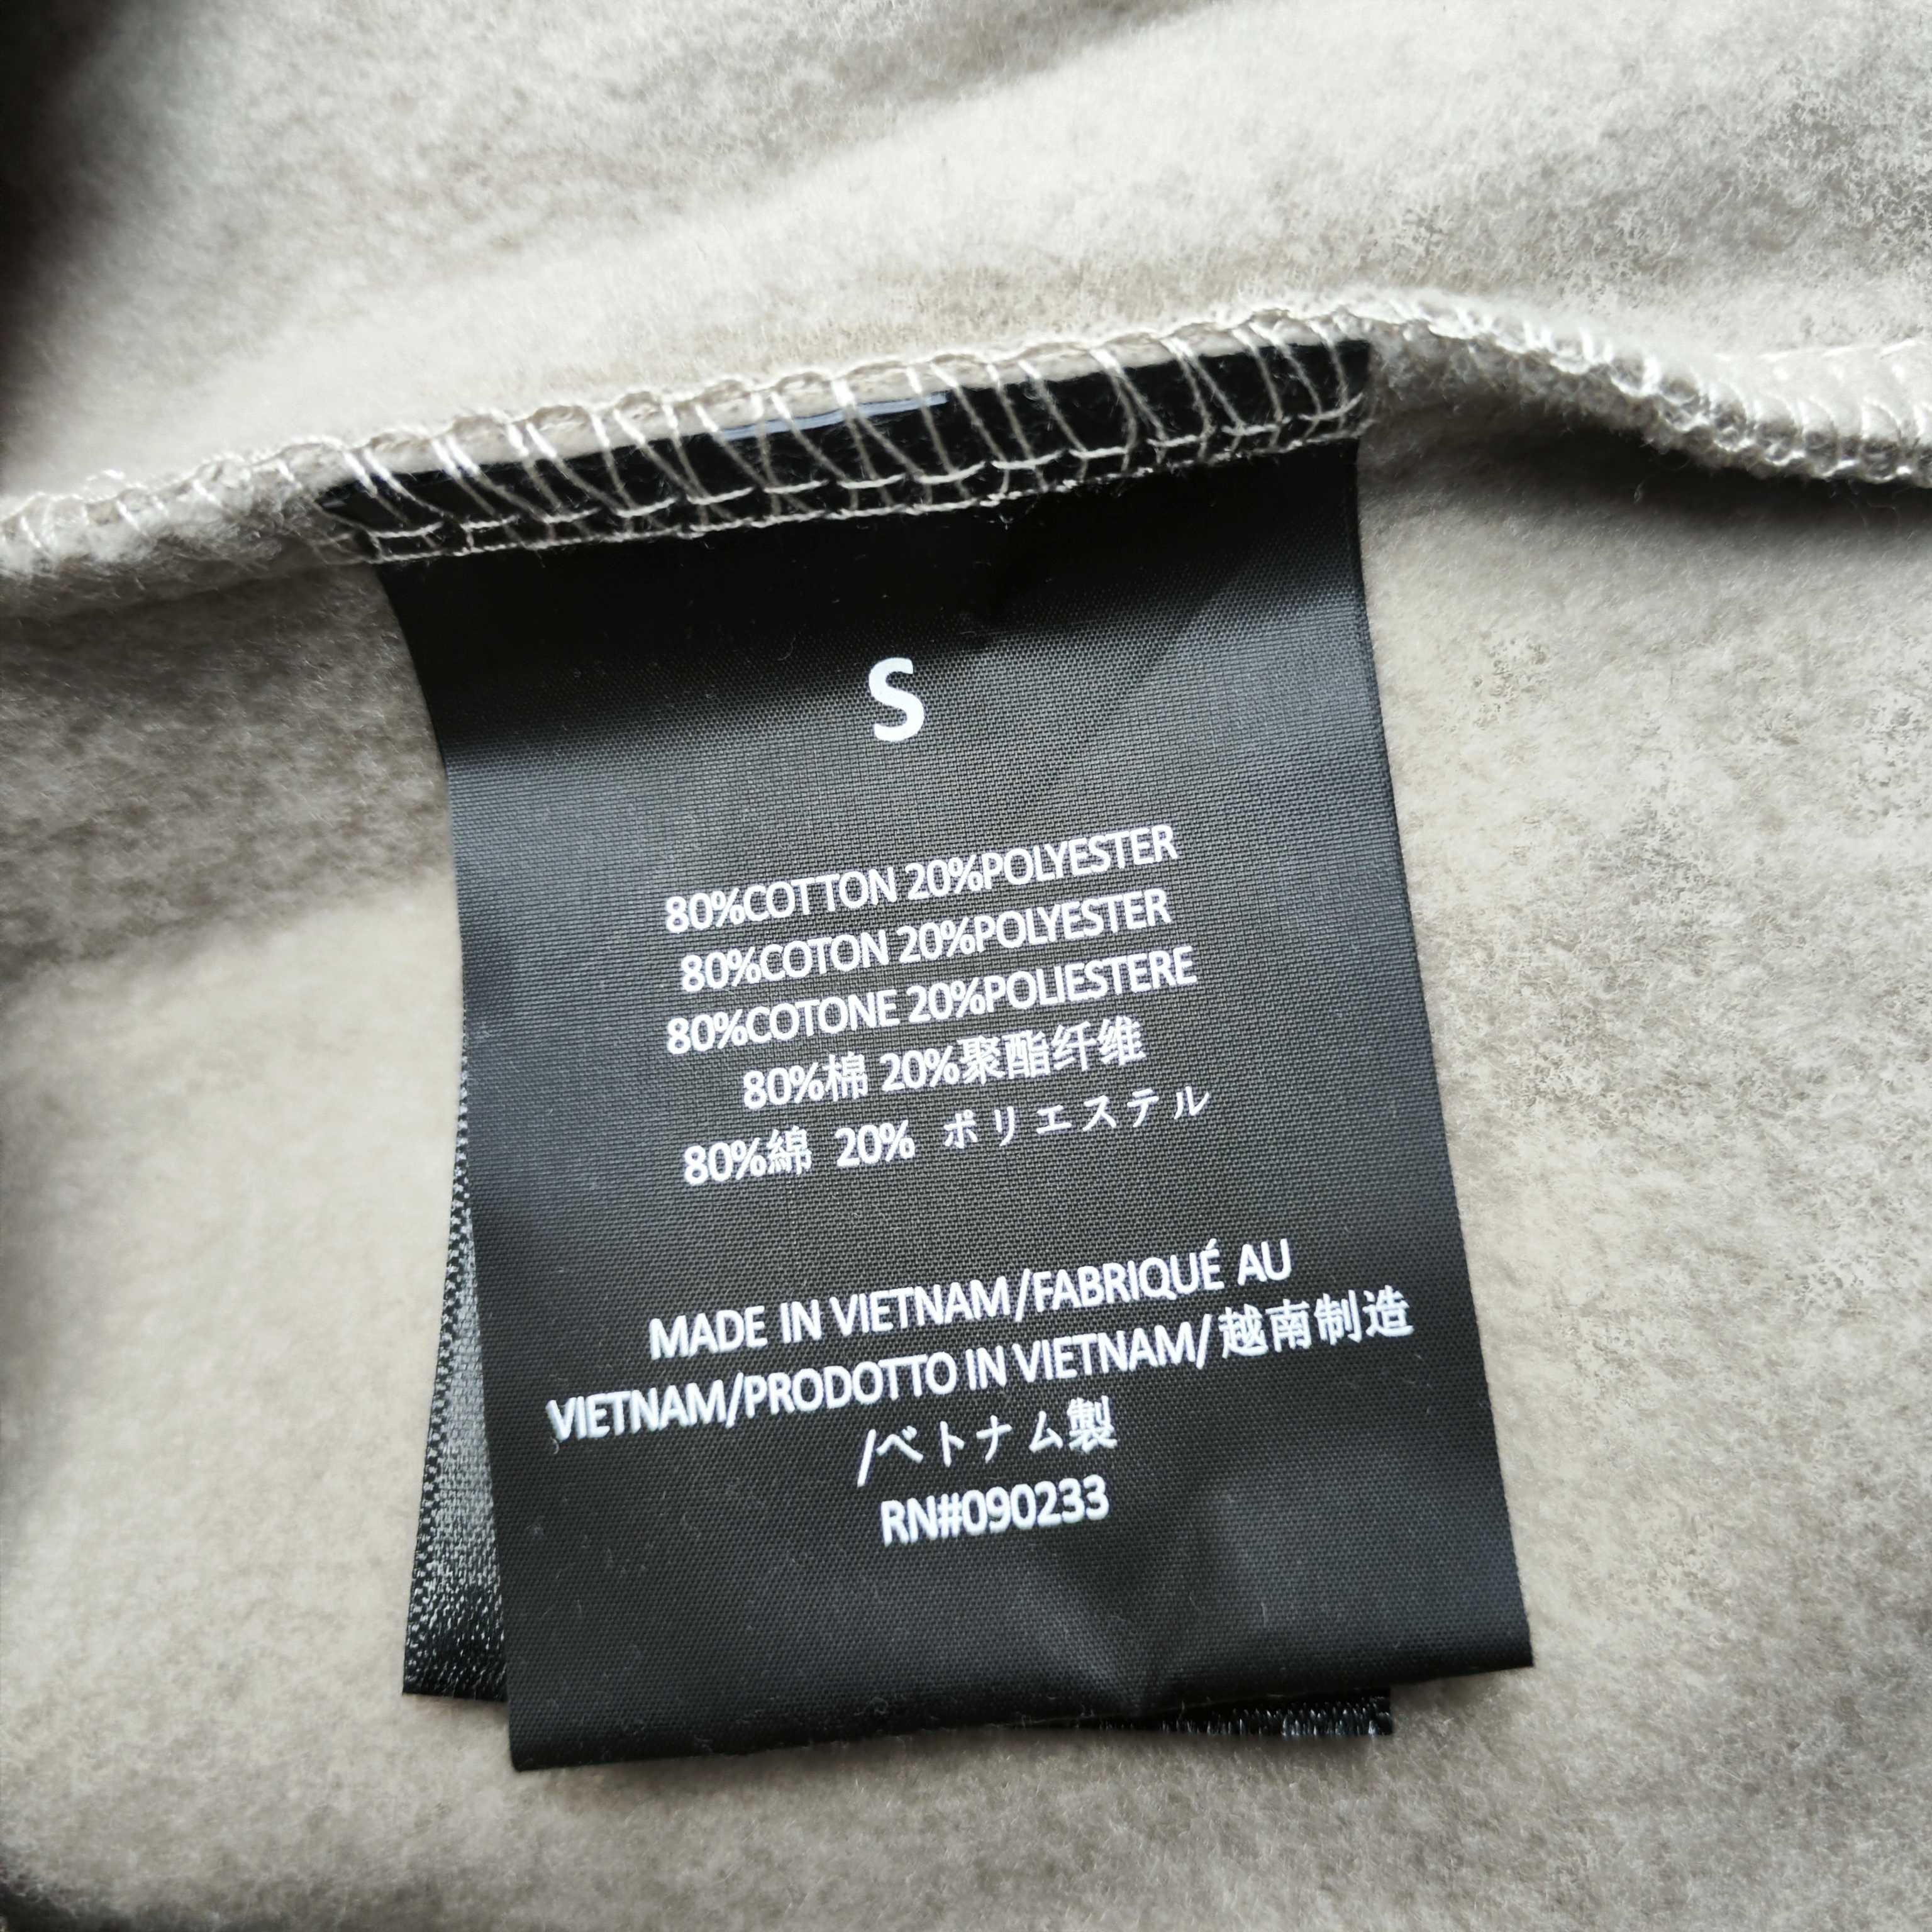 S
80%COTTON 20%POLYESTER
80%COTON 20%POLYESTER
80%COTONE 20%POLIESTERE
80%棉 20%聚酯纤维
80%綿 20% ポリエステル
MADE IN VIETNAM/FABRIQUÉ AU
VIETNAM/PRODOTTO IN VIETNAM/越南制造
/ベトナム製
RN#090233